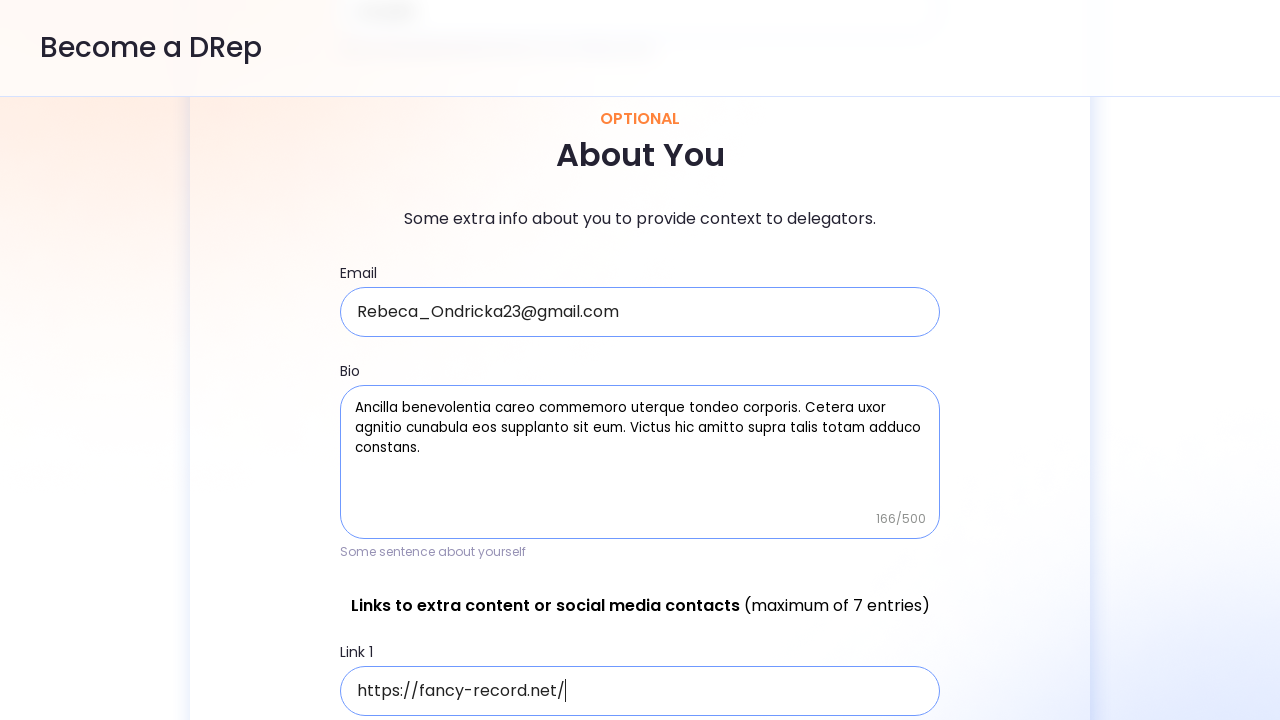 Become a DRep
OPTIONAL
About You
Some extra info about you to provide context to delegators.
Email
Rebeca_Ondricka23@gmail.com
Bio
Ancilla benevolentia careo commemoro uterque tondeo corporis. Cetera uxor
agnitio cunabula eos supplanto sit eum. Victus hic amitto supra talis totam adduco
constans.
166/500
Some sentence about yourself
Links to extra content or social media contacts (maximum of 7 entries)
Link 1
https://fancy-record.net/